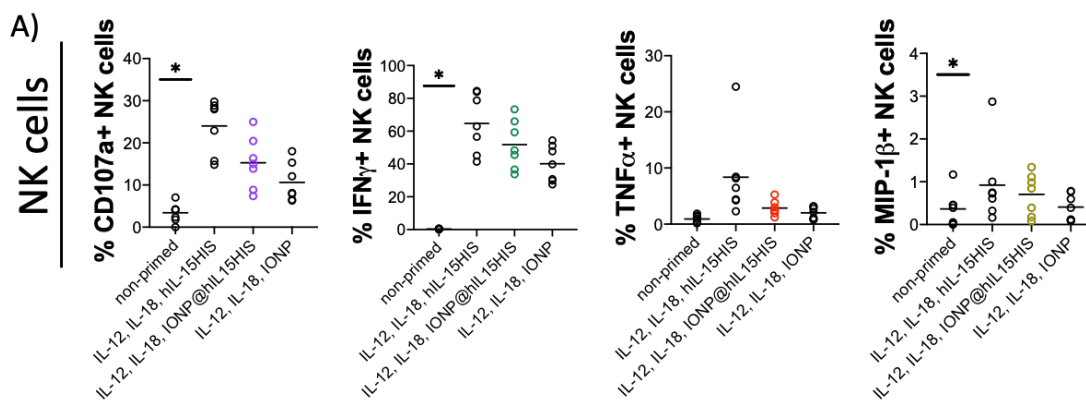 A)
NK cells
% CD107a+ NK cells
40
30
20
10
0
*
non-primed
IL-12, IL-18, hIL-15HIS
IL-12, IL-18, IONP@hIL15HIS
IL-12, IL-18, IONP
% IFNγ+ NK cells
100
80
60
40
20
0
*
non-primed
IL-12, IL-18, hIL-15HIS
IL-12, IL-18, IONP@hIL15HIS
IL-12, IL-18, IONP
% TNFα+ NK cells
30
20
10
0
non-primed
IL-12, IL-18, hIL-15HIS
IL-12, IL-18, IONP@hIL15HIS
IL-12, IL-18, IONP
% MIP-1β+ NK cells
4
3
2
1
0
*
non-primed
IL-12, IL-18, hIL-15HIS
IL-12, IL-18, IONP@hIL15HIS
IL-12, IL-18, IONP